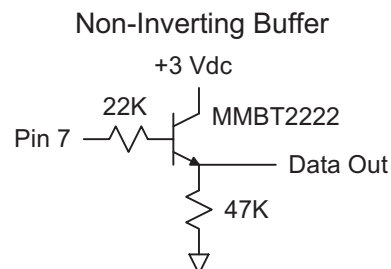 Non-Inverting Buffer
+3 Vdc
22K
MMBT2222
Pin 7
Data Out
47K